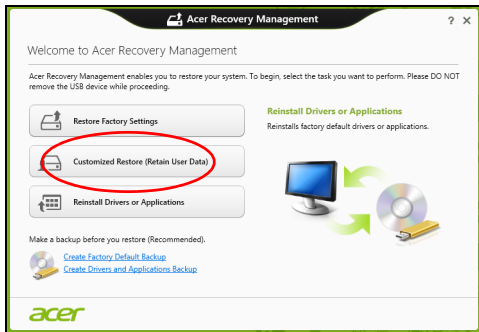 Acer Recovery Management
? ×
Welcome to Acer Recovery Management
Acer Recovery Management enables you to restore your system. To begin, select the task you want to perform. Please DO NOT
remove the USB device while proceeding.
Restore Factory Settings
Customized Restore (Retain User Data)
Reinstall Drivers or Applications
Reinstall Drivers or Applications
Reinstalls factory default drivers or applications.
Make a backup before you restore (Recommended).
Create Factory Default Backup
Create Drivers and Applications Backup
acer